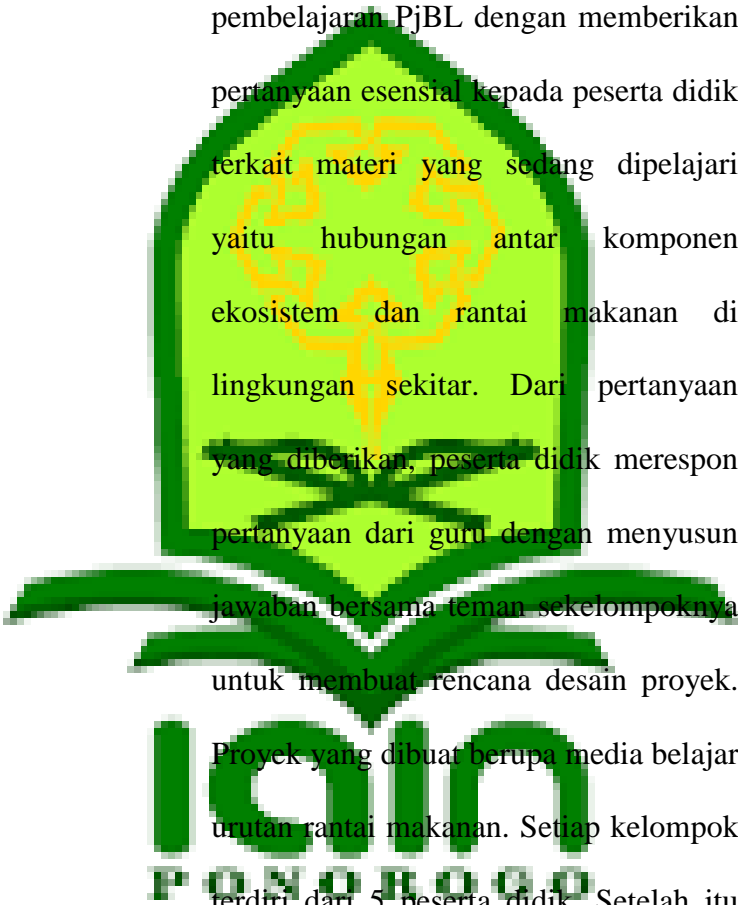 pembelajaran PjBL dengan memberikan
pertanyaan esensial kepada peserta didik
terkait materi yang sedang dipelajari
yaitu hubungan antar komponen
ekosistem dan rantai makanan di
lingkungan sekitar. Dari pertanyaan
yang diberikan, peserta didik merespon
pertanyaan dari guru dengan menyusun
jawaban bersama teman sekelompoknya
untuk membuat rencana desain proyek.
Proyek yang dibuat berupa media belajar
urutan rantai makanan. Setiap kelompok
terdiri dari 5 peserta didik. Setelah itu
iain
PONOROGO